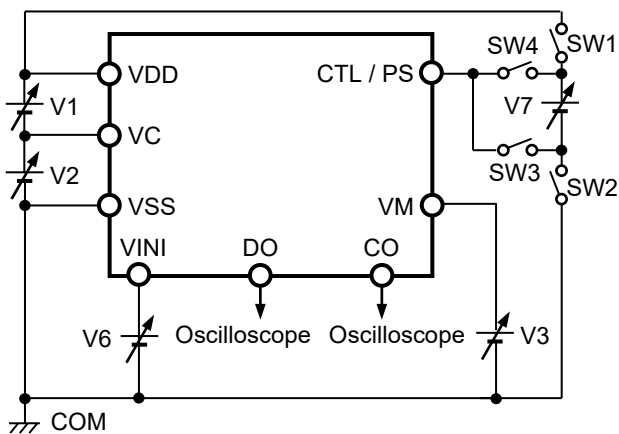 SW4
SW1
VDD
CTL / PS
V1
V7
VC
V2
SW3
SW2
VSS
VM
VINI
DO
CO
V6
Oscilloscope
Oscilloscope
V3
COM